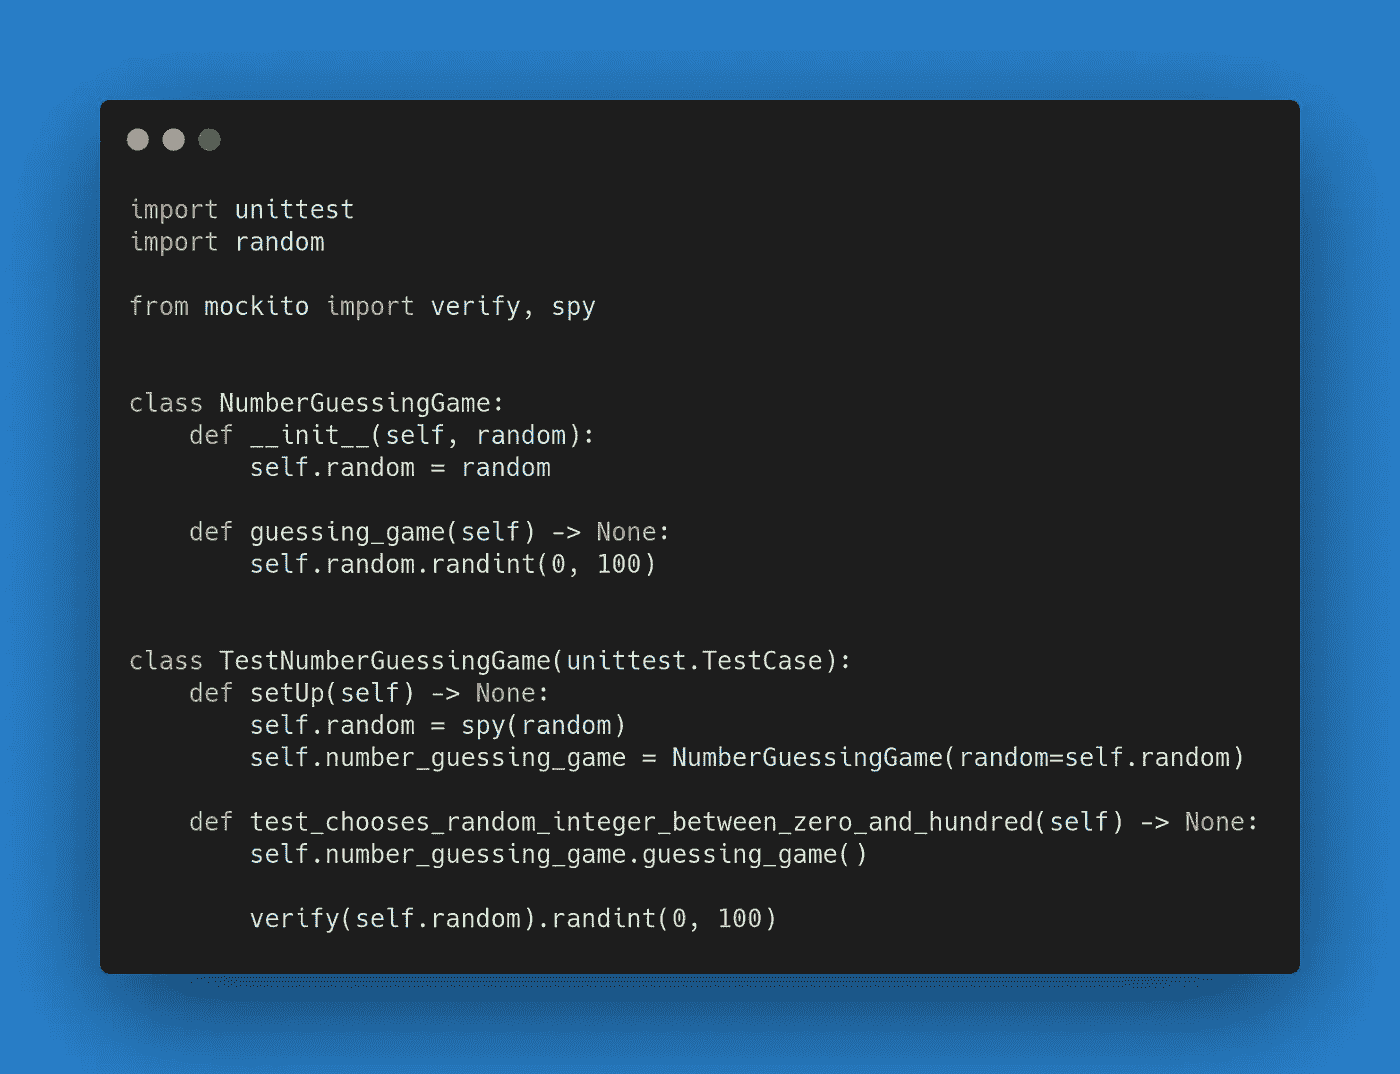 import unittest
import random
from mockito import verify, spy
class NumberGuessingGame:
    def __init__(self, random):
        self.random = random
    def guessing_game(self) -> None:
        self.random.randint(0, 100)
class TestNumberGuessingGame(unittest.TestCase):
    def setUp(self) -> None:
        self.random = spy(random)
        self.number_guessing_game = NumberGuessingGame(random=self.random)
    def test_chooses_random_integer_between_zero_and_hundred(self) -> None:
        self.number_guessing_game.guessing_game()
        verify(self.random).randint(0, 100)